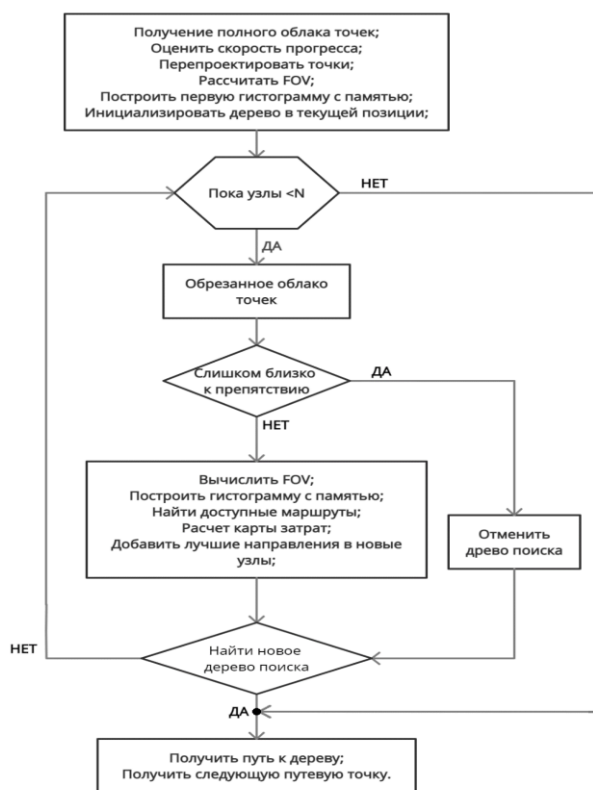 Получение полного облака точек;
Оценить скорость прогресса;
Перепроектировать точки;
Рассчитать FOV;
Построить первую гистограмму с памятью;
Инициализировать дерево в текущей позиции;
Пока узлы <N
НЕТ
ДА
Обрезанное облако
точек
Слишком близко
к препятствию
ДА
НЕТ
Вычислить FOV;
Построить гистограмму с памятью;
Найти доступные маршруты;
Расчет карты затрат;
Добавить лучшие направления в новые
узлы;
Отменить
древо поиска
Найти новое
дерево поиска
НЕТ
ДА
Получить путь к дереву;
Получить следующую путевую точку.